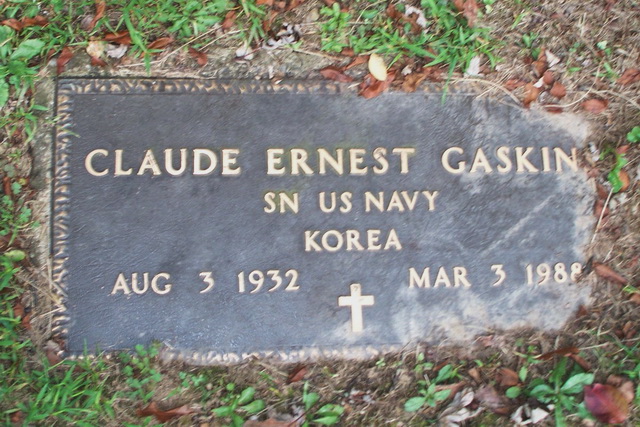 CLAUDE ERNEST GASKIN
SN US NAVY
KOREA
AUG 3 1932 MAR 3 1988